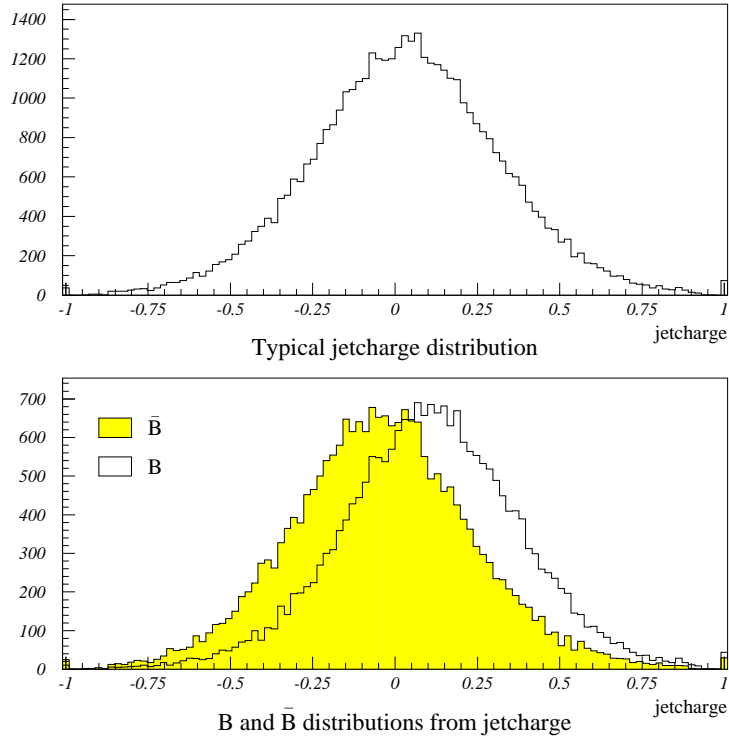 1400
1200
1000
800
600
400
200
0
-1 -0.75 -0.5 -0.25 0 0.25 0.5 0.75 1
jetcharge
Typical jetcharge distribution
700
600
500
400
300
200
100
0
B̄
B
-1 -0.75 -0.5 -0.25 0 0.25 0.5 0.75 1
jetcharge
B and B̄ distributions from jetcharge